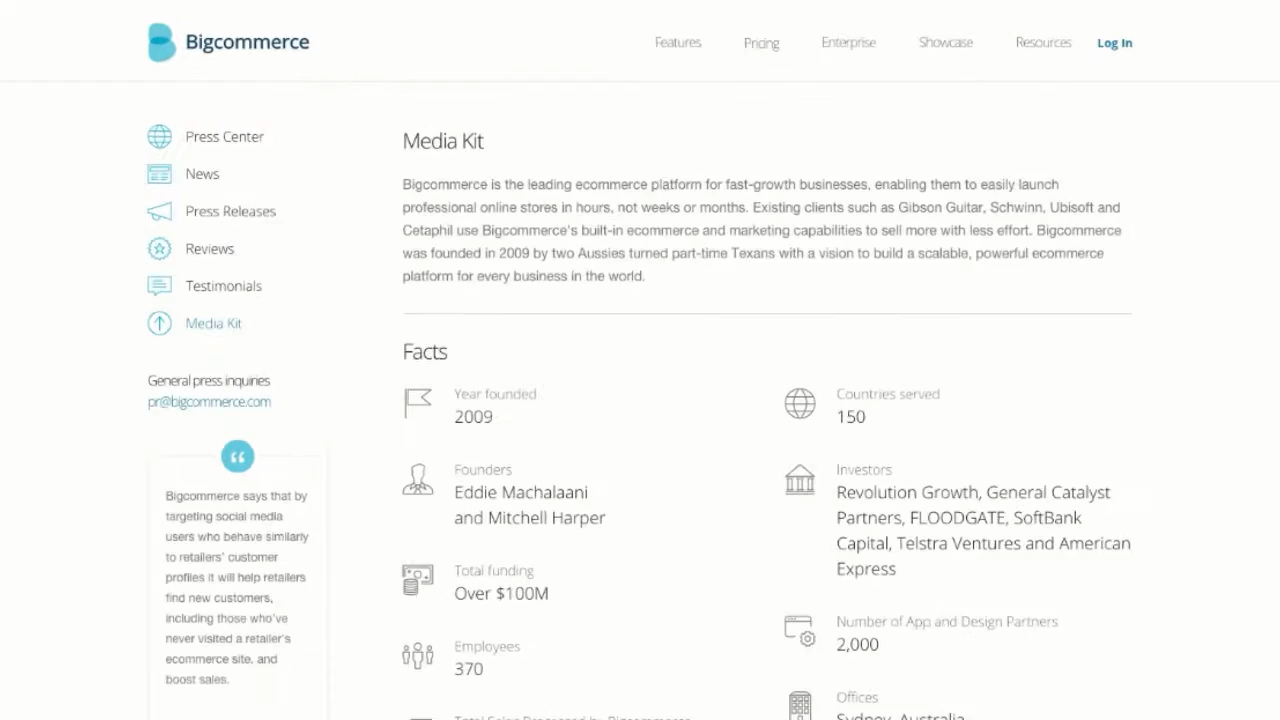 Bigcommerce
Features Pricing Enterprise Showcase Resources Log In
Press Center
News
Press Releases
Reviews
Testimonials
Media Kit
General press inquiries
pr@bigcommerce.com
Bigcommerce says that by
targeting social media
users who behave similarly
to retailers' customer
profiles it will help retailers
find new customers,
including those who've
never visited a retailer's
ecommerce site, and
boost sales.
Media Kit
Bigcommerce is the leading ecommerce platform for fast-growth businesses, enabling them to easily launch
professional online stores in hours, not weeks or months. Existing clients such as Gibson Guitar, Schwinn, Ubisoft and
Cetaphil use Bigcommerce's built-in ecommerce and marketing capabilities to sell more with less effort. Bigcommerce
was founded in 2009 by two Aussies turned part-time Texans with a vision to build a scalable, powerful ecommerce
platform for every business in the world.
Facts
Year founded
2009
Founders
Eddie Machalaani
and Mitchell Harper
Total funding
Over $100M
Employees
370
Total Sales Processed by Bigcommerce
Countries served
150
Investors
Revolution Growth, General Catalyst
Partners, FLOODGATE, SoftBank
Capital, Telstra Ventures and American
Express
Number of App and Design Partners
2,000
Offices
Sydney, Australia